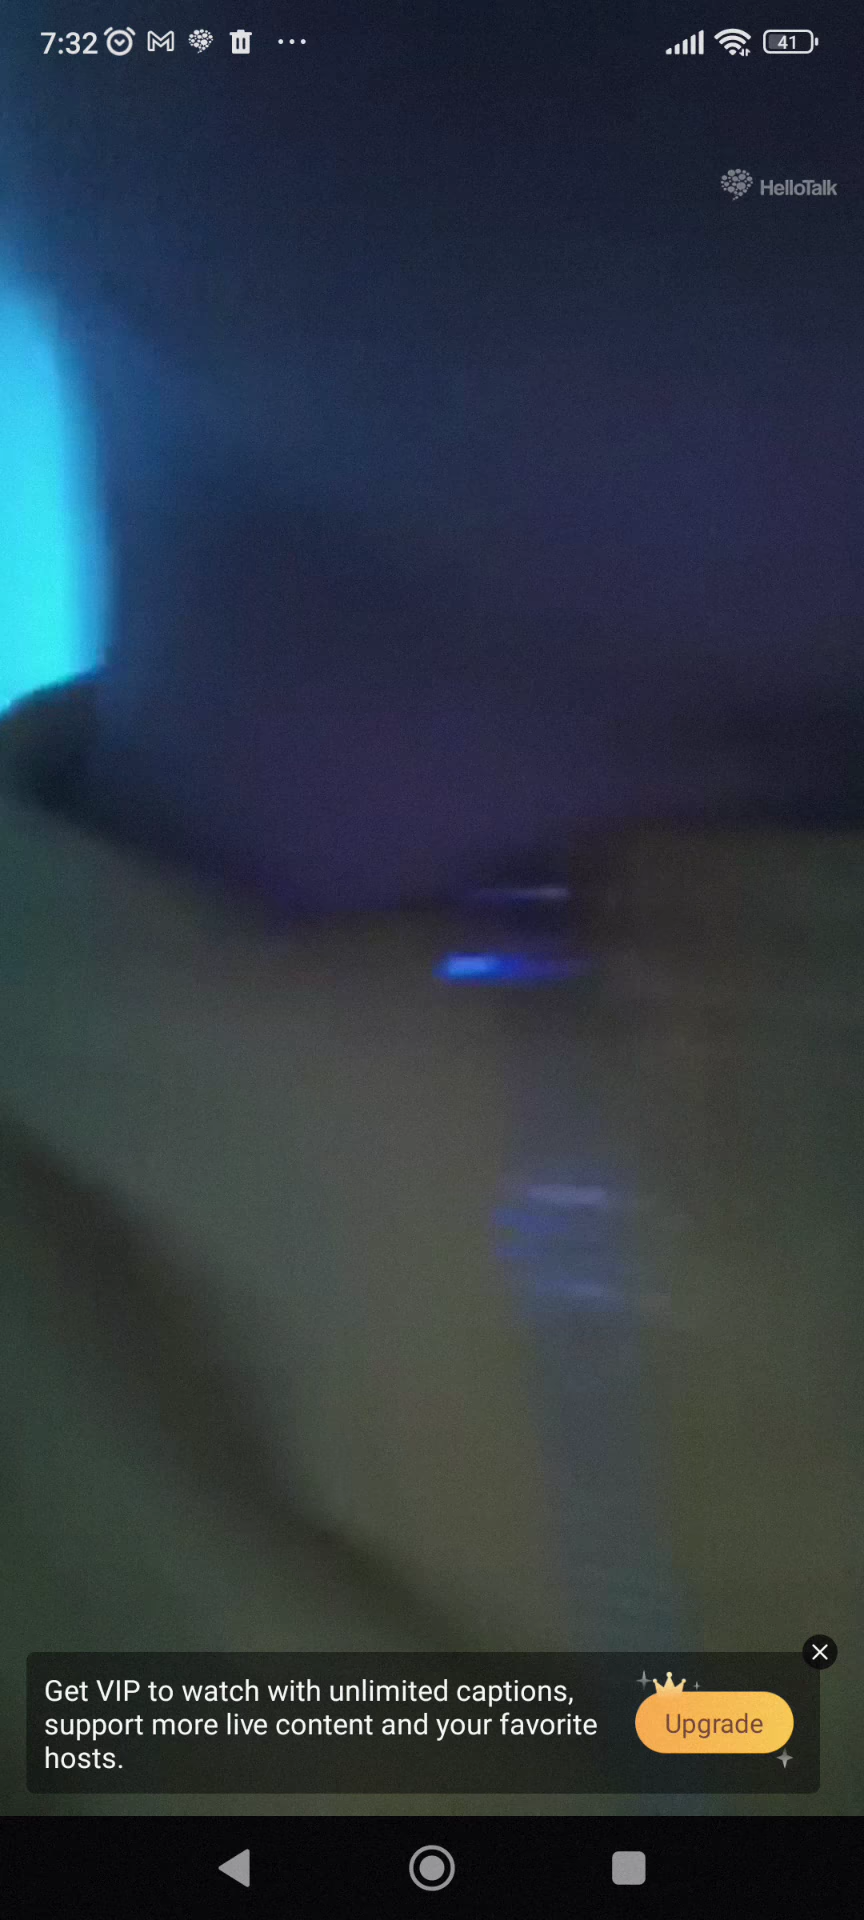 7:32
41
HelloTalk
Get VIP to watch with unlimited captions,
support more live content and your favorite
hosts.
Upgrade